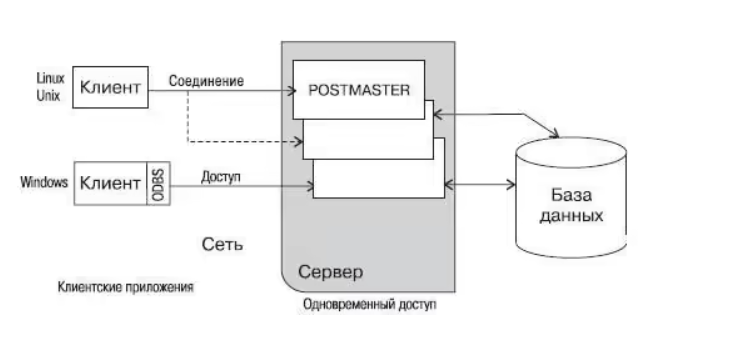 Linux
Unix
Клиент
Соединение
POSTMASTER
Windows
Клиент
ODBS
Доступ
База
данных
Сеть
Сервер
Клиентские приложения
Одновременный доступ